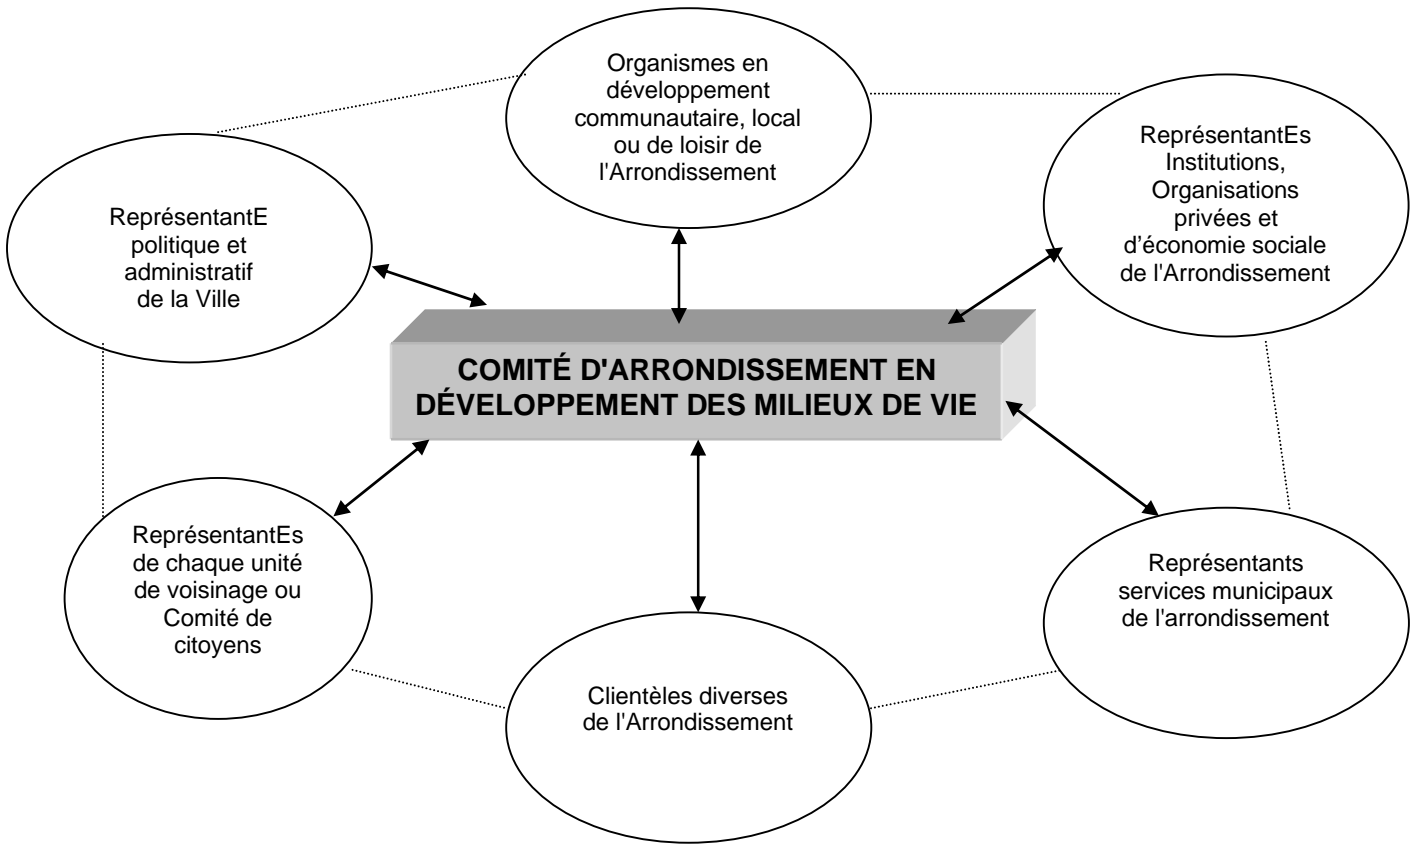 Organismes en
développement
communautaire, local
ou de loisir de
l'Arrondissement
ReprésentantEs
Institutions,
Organisations
privées et
d’économie sociale
de l'Arrondissement
ReprésentantE
politique et
administratif
de la Ville
COMITÉ D'ARRONDISSEMENT EN
DÉVELOPPEMENT DES MILIEUX DE VIE
ReprésentantEs
de chaque unité
de voisinage ou
Comité de
citoyens
Représentants
services municipaux
de l'arrondissement
Clientèles diverses
de l'Arrondissement